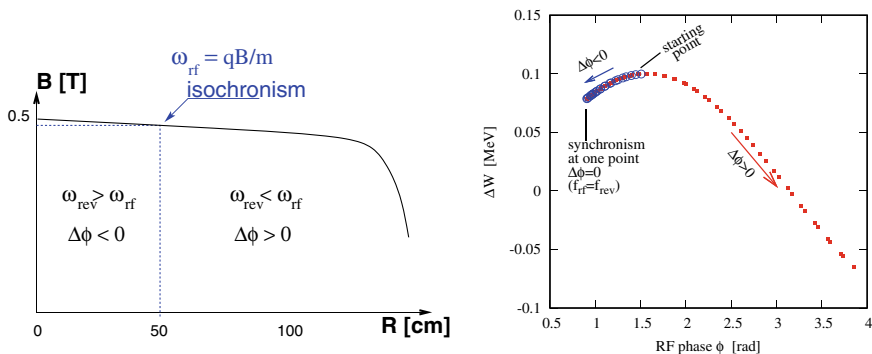 ω_rf = qB/m
isochronism
B [T]
0.5
ω_rev > ω_rf
ω_rev < ω_rf
Δϕ < 0
Δϕ > 0
0
50
100
R [cm]
0.15
0.1
0.05
0
-0.05
-0.1
ΔW [MeV]
Δϕ<0
starting
point
synchronism
at one point
Δϕ=0
(f_rf=f_rev)
Δϕ>0
0.5
1
1.5
2
2.5
3
3.5
4
RF phase ϕ [rad]